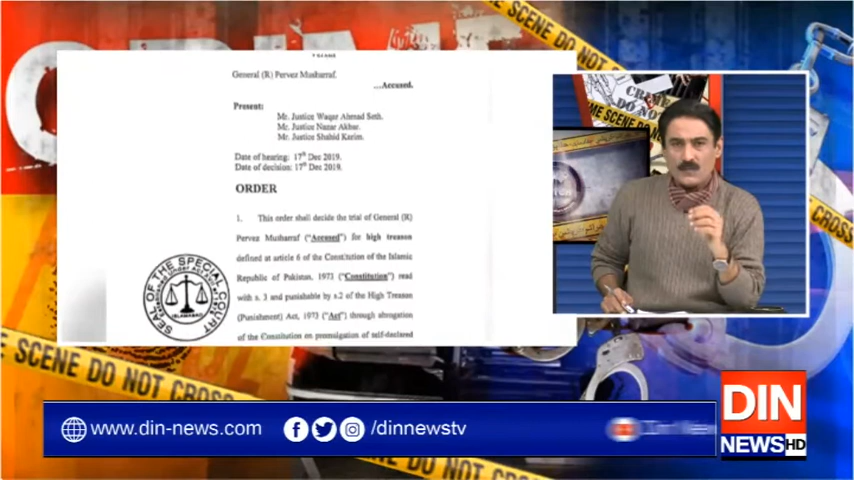 SCENE DO NOT
General (R) Pervez Musharraf.
...Accused.
Present:
Mr. Justice Waqar Ahmad Seth.
Mr. Justice Nazar Akbar.
Mr. Justice Shahid Karim.
Date of hearing: 17th Dec 2019.
Date of decision: 17th Dec 2019.
ORDER
1. This order shall decide the trial of General (R)
Pervez Musharraf ("Accused") for high treason
defined at article 6 of the Constitution of the Islamic
Republic of Pakistan, 1973 ("Constitution") read
with s. 3 and punishable by s.2 of the High Treason
(Punishment) Act, 1973 ("Act") through abrogation
of the Constitution on promulgation of self-declared
SEAL OF THE SPECIAL COURT
ISLAMABAD
CRIME
DO NO
ME SCENE
SCENE DO NOT CROSS
www.din-news.com
/dinnewstv
DIN
NEWS HD
E DO NOT CROSS